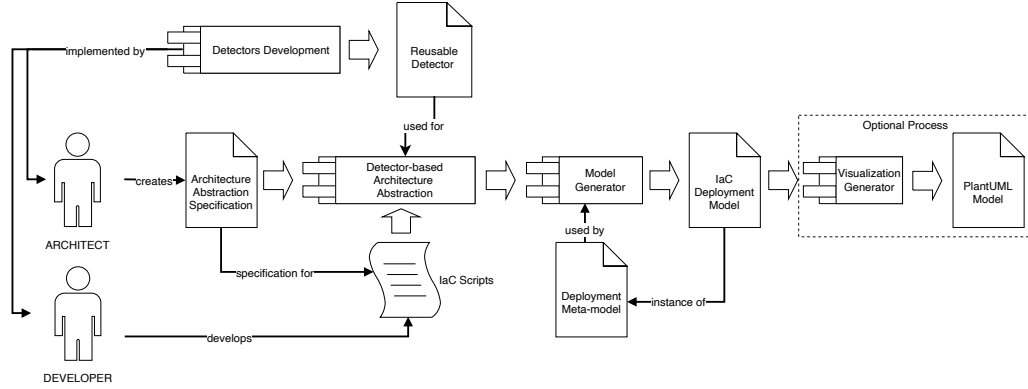 implemented by
Detectors Development
Reusable
Detector
used for
Optional Process
creates
Architecture
Abstraction
Specification
Detector-based
Architecture
Abstraction
Model
Generator
IaC
Deployment
Model
Visualization
Generator
PlantUML
Model
ARCHITECT
used by
specification for
IaC Scripts
Deployment
Meta-model
instance of
develops
DEVELOPER